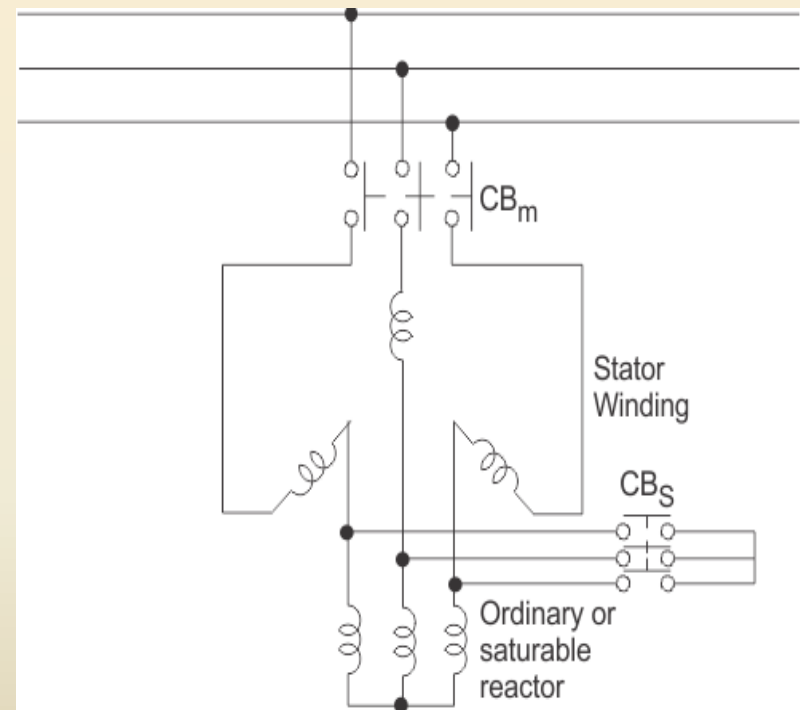 CBm
Stator
Winding
CBS
Ordinary or
saturable
reactor